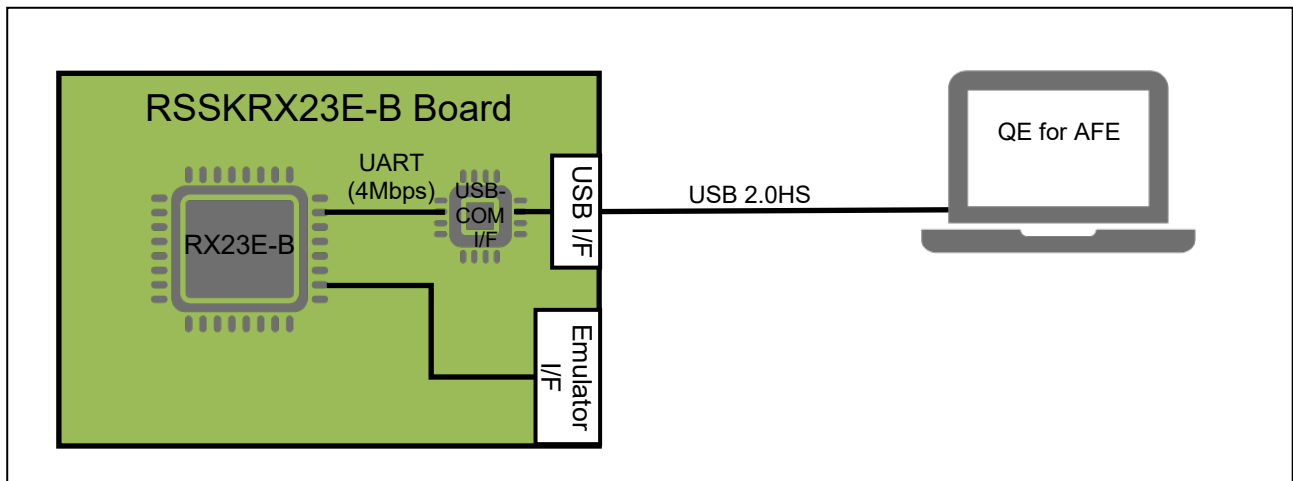 RSSKRX23E-B Board
UART
(4Mbps)
RX23E-B
USB-
COM
I/F
USB I/F
Emulator
I/F
USB 2.0HS
QE for AFE